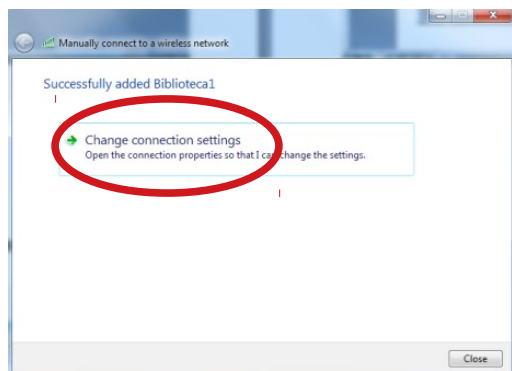 Manually connect to a wireless network
Successfully added Biblioteca1
Change connection settings
Open the connection properties so that I can change the settings.
Close